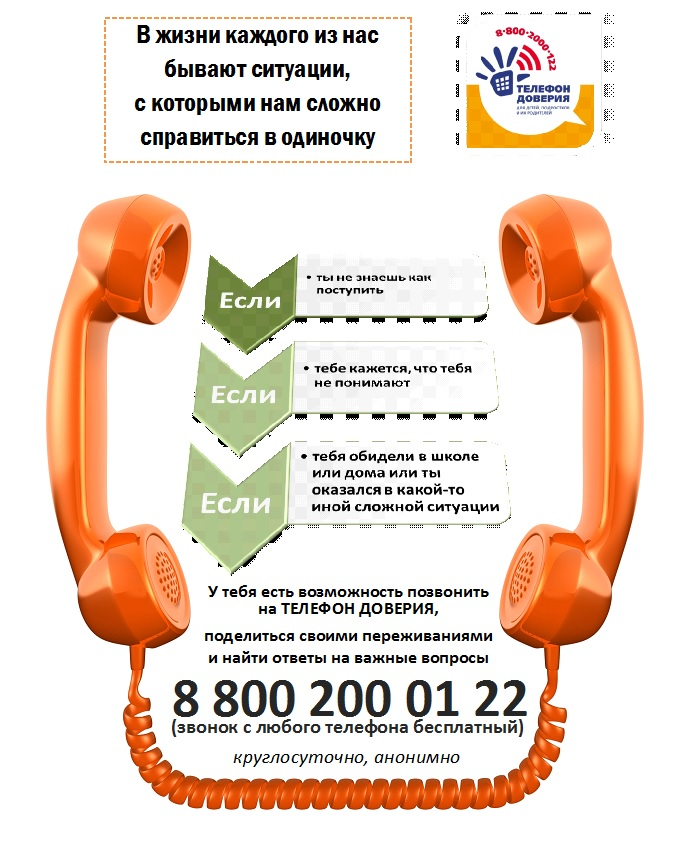 В жизни каждого из нас
бывают ситуации,
с которыми нам сложно
справиться в одиночку
8-800-2000-122
ТЕЛЕФОН
ДОВЕРИЯ
ДЛЯ ДЕТЕЙ, ПОДРОСТКОВ
И ИХ РОДИТЕЛЕЙ
Если
• ты не знаешь как
поступить
Если
• тебе кажется, что тебя
не понимают
Если
• тебя обидели в школе
или дома или ты
оказался в какой-то
иной сложной ситуации
У тебя есть возможность позвонить
на ТЕЛЕФОН ДОВЕРИЯ,
поделиться своими переживаниями
и найти ответы на важные вопросы
8 800 200 01 22
(звонок с любого телефона бесплатный)
круглосуточно, анонимно